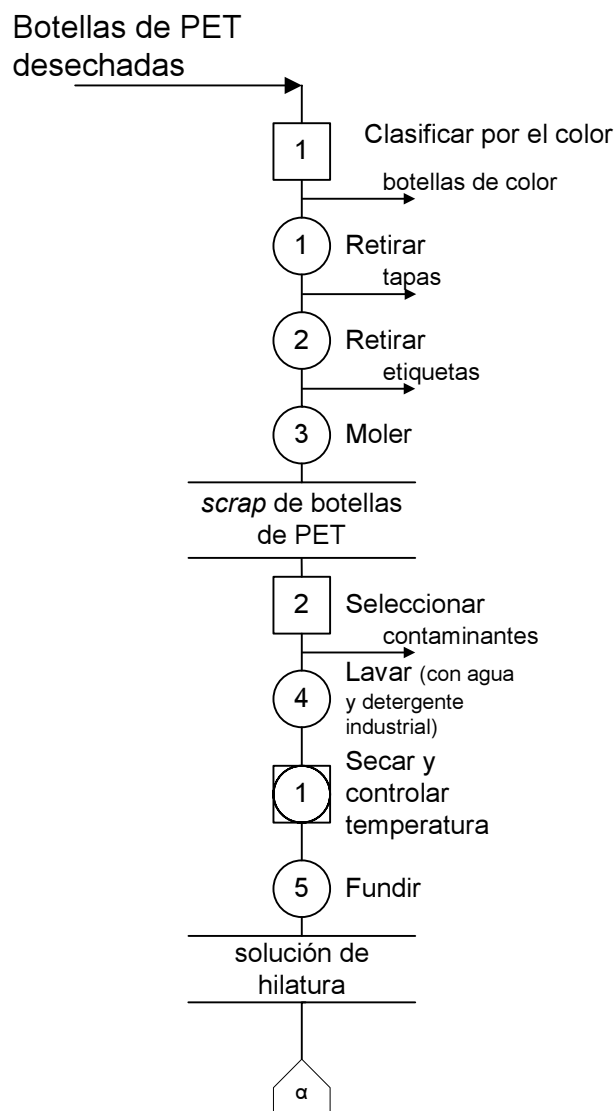 Botellas de PET
desechadas
1
Clasificar por el color
botellas de color
1
Retirar
tapas
2
Retirar
etiquetas
3
Moler
scrap de botellas
de PET
2
Seleccionar
contaminantes
4
Lavar (con agua
y detergente
industrial)
1
Secar y
controlar
temperatura
5
Fundir
solución de
hilatura
α